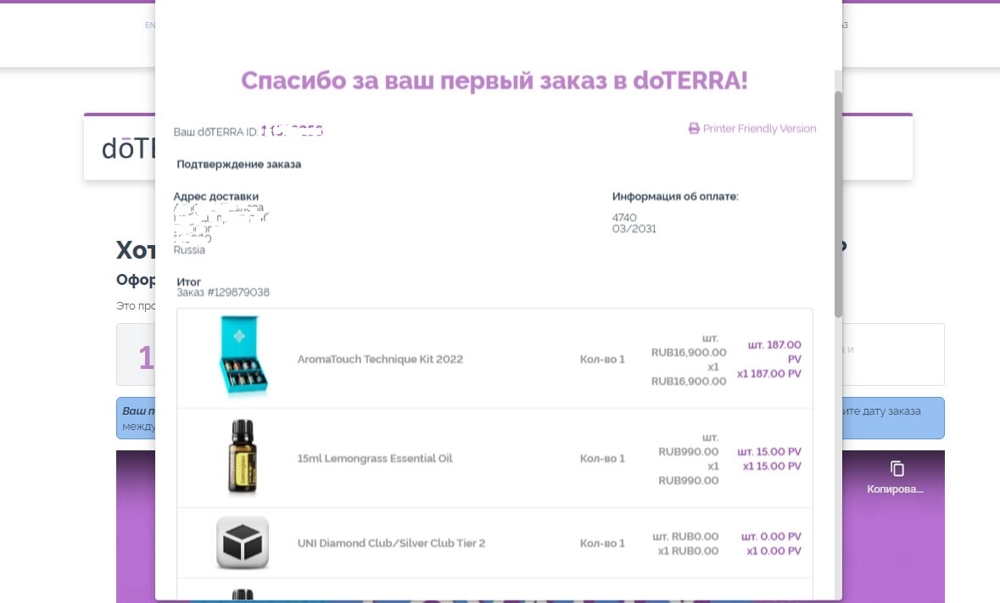 EN
Спасибо за ваш первый заказ в doTERRA!
Ваш dōTERRA ID:
Printer Friendly Version
dōTE
Подтверждение заказа
Адрес доставки
Информация об оплате:
4740
03/2031
Russia
Хот
Офор
Итог
Заказ #129879038
Это про
1
AromaTouch Technique Kit 2022
Кол-во 1
шт.
RUB16,900.00
x1
RUB16,900.00
шт. 187.00
PV
x1 187.00 PV
а и
Ваш п
между
ите дату заказа
15ml Lemongrass Essential Oil
Кол-во 1
шт.
RUB990.00
x1
RUB990.00
шт. 15.00 PV
x1 15.00 PV
Копирова...
UNI Diamond Club/Silver Club Tier 2
Кол-во 1
шт. RUB0.00
x1 RUB0.00
шт. 0.00 PV
x1 0.00 PV